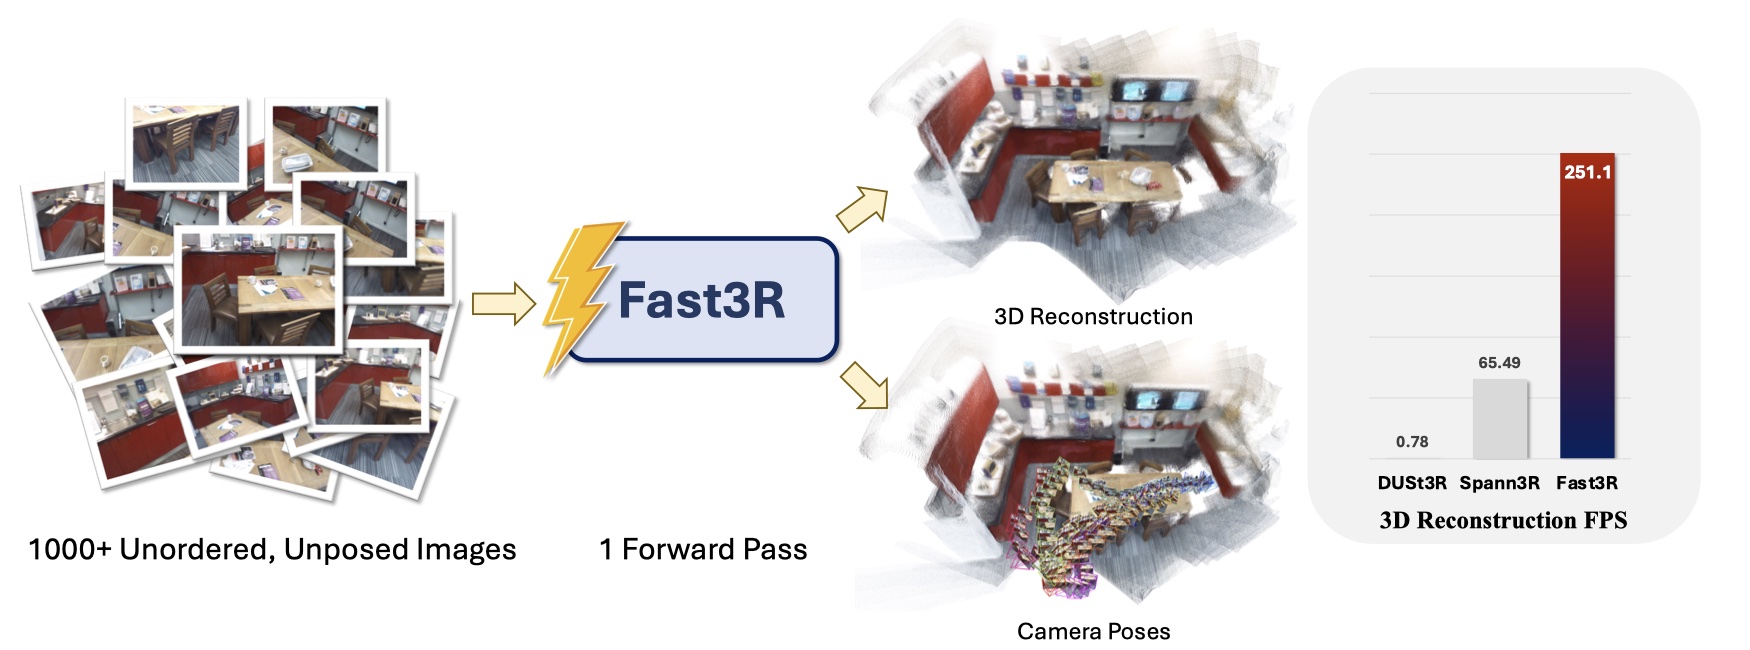 1000+ Unordered, Unposed Images
Fast3R
1 Forward Pass
3D Reconstruction
Camera Poses
251.1
65.49
0.78
DUSt3R Spann3R Fast3R
3D Reconstruction FPS